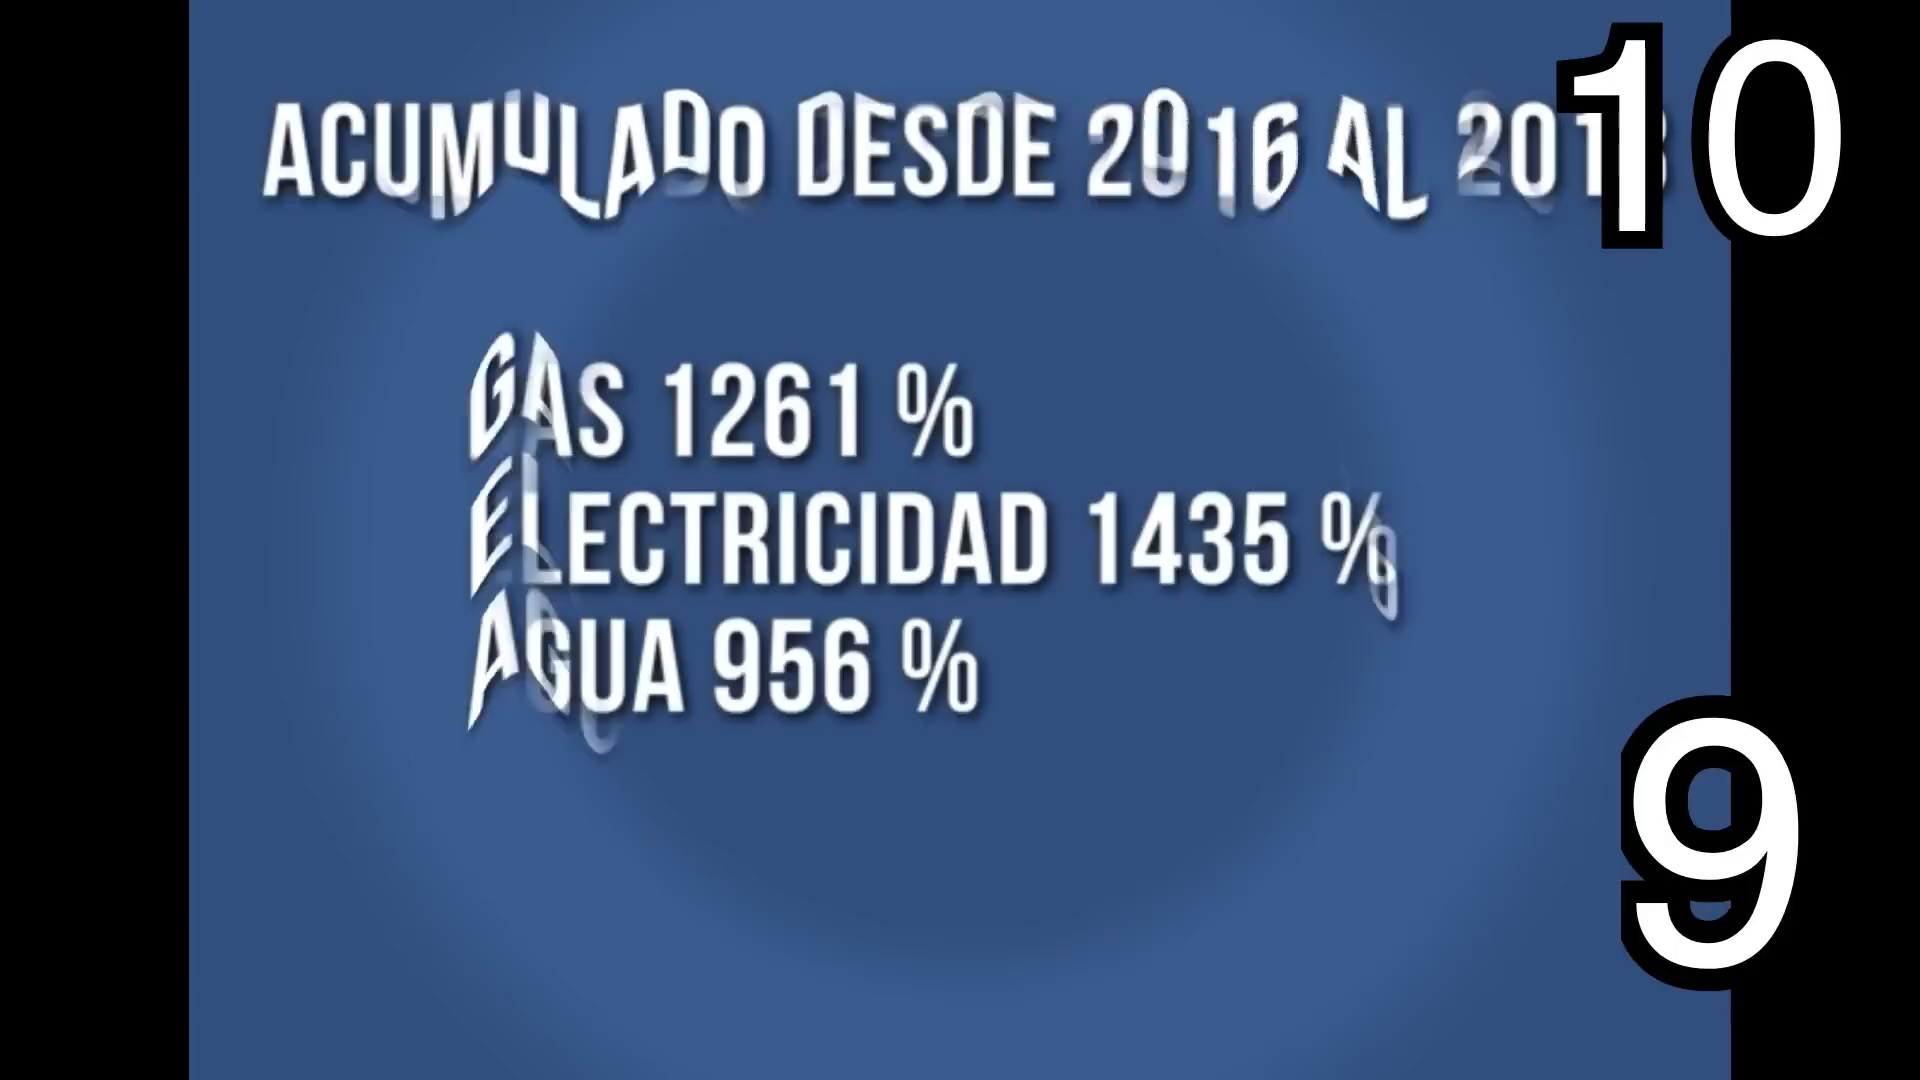 ACUMULADO DESDE 2016 AL
10
GAS 1261 %
ELECTRICIDAD 1435 %
AGUA 956 %
9